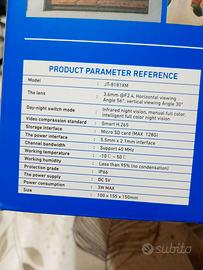 PRODUCT PARAMETER REFERENCE
Model : JT-8181XM
The lens : 3.6mm @F2.4, Horizontal viewing
Angle 56°, vertical viewing Angle 30°
Day-night switch mode : Infrared night vision, manual full color,
intelligent full color night vision
Video compression standard : Smart H.265
Storage interface : Micro SD card (MAX 128G)
The power interface : 5.5mm x 2.1mm interface
Channel bandwidth : Support 40 MHz
Working temperature : -10 ℃ ~ 50 ℃
Working humidity : Less than 95% (no condensation)
Protection grade : IP66
The power supply : DC 5V
Power consumption : 3W MAX
Size : 100 x 155 x 150mm
subito